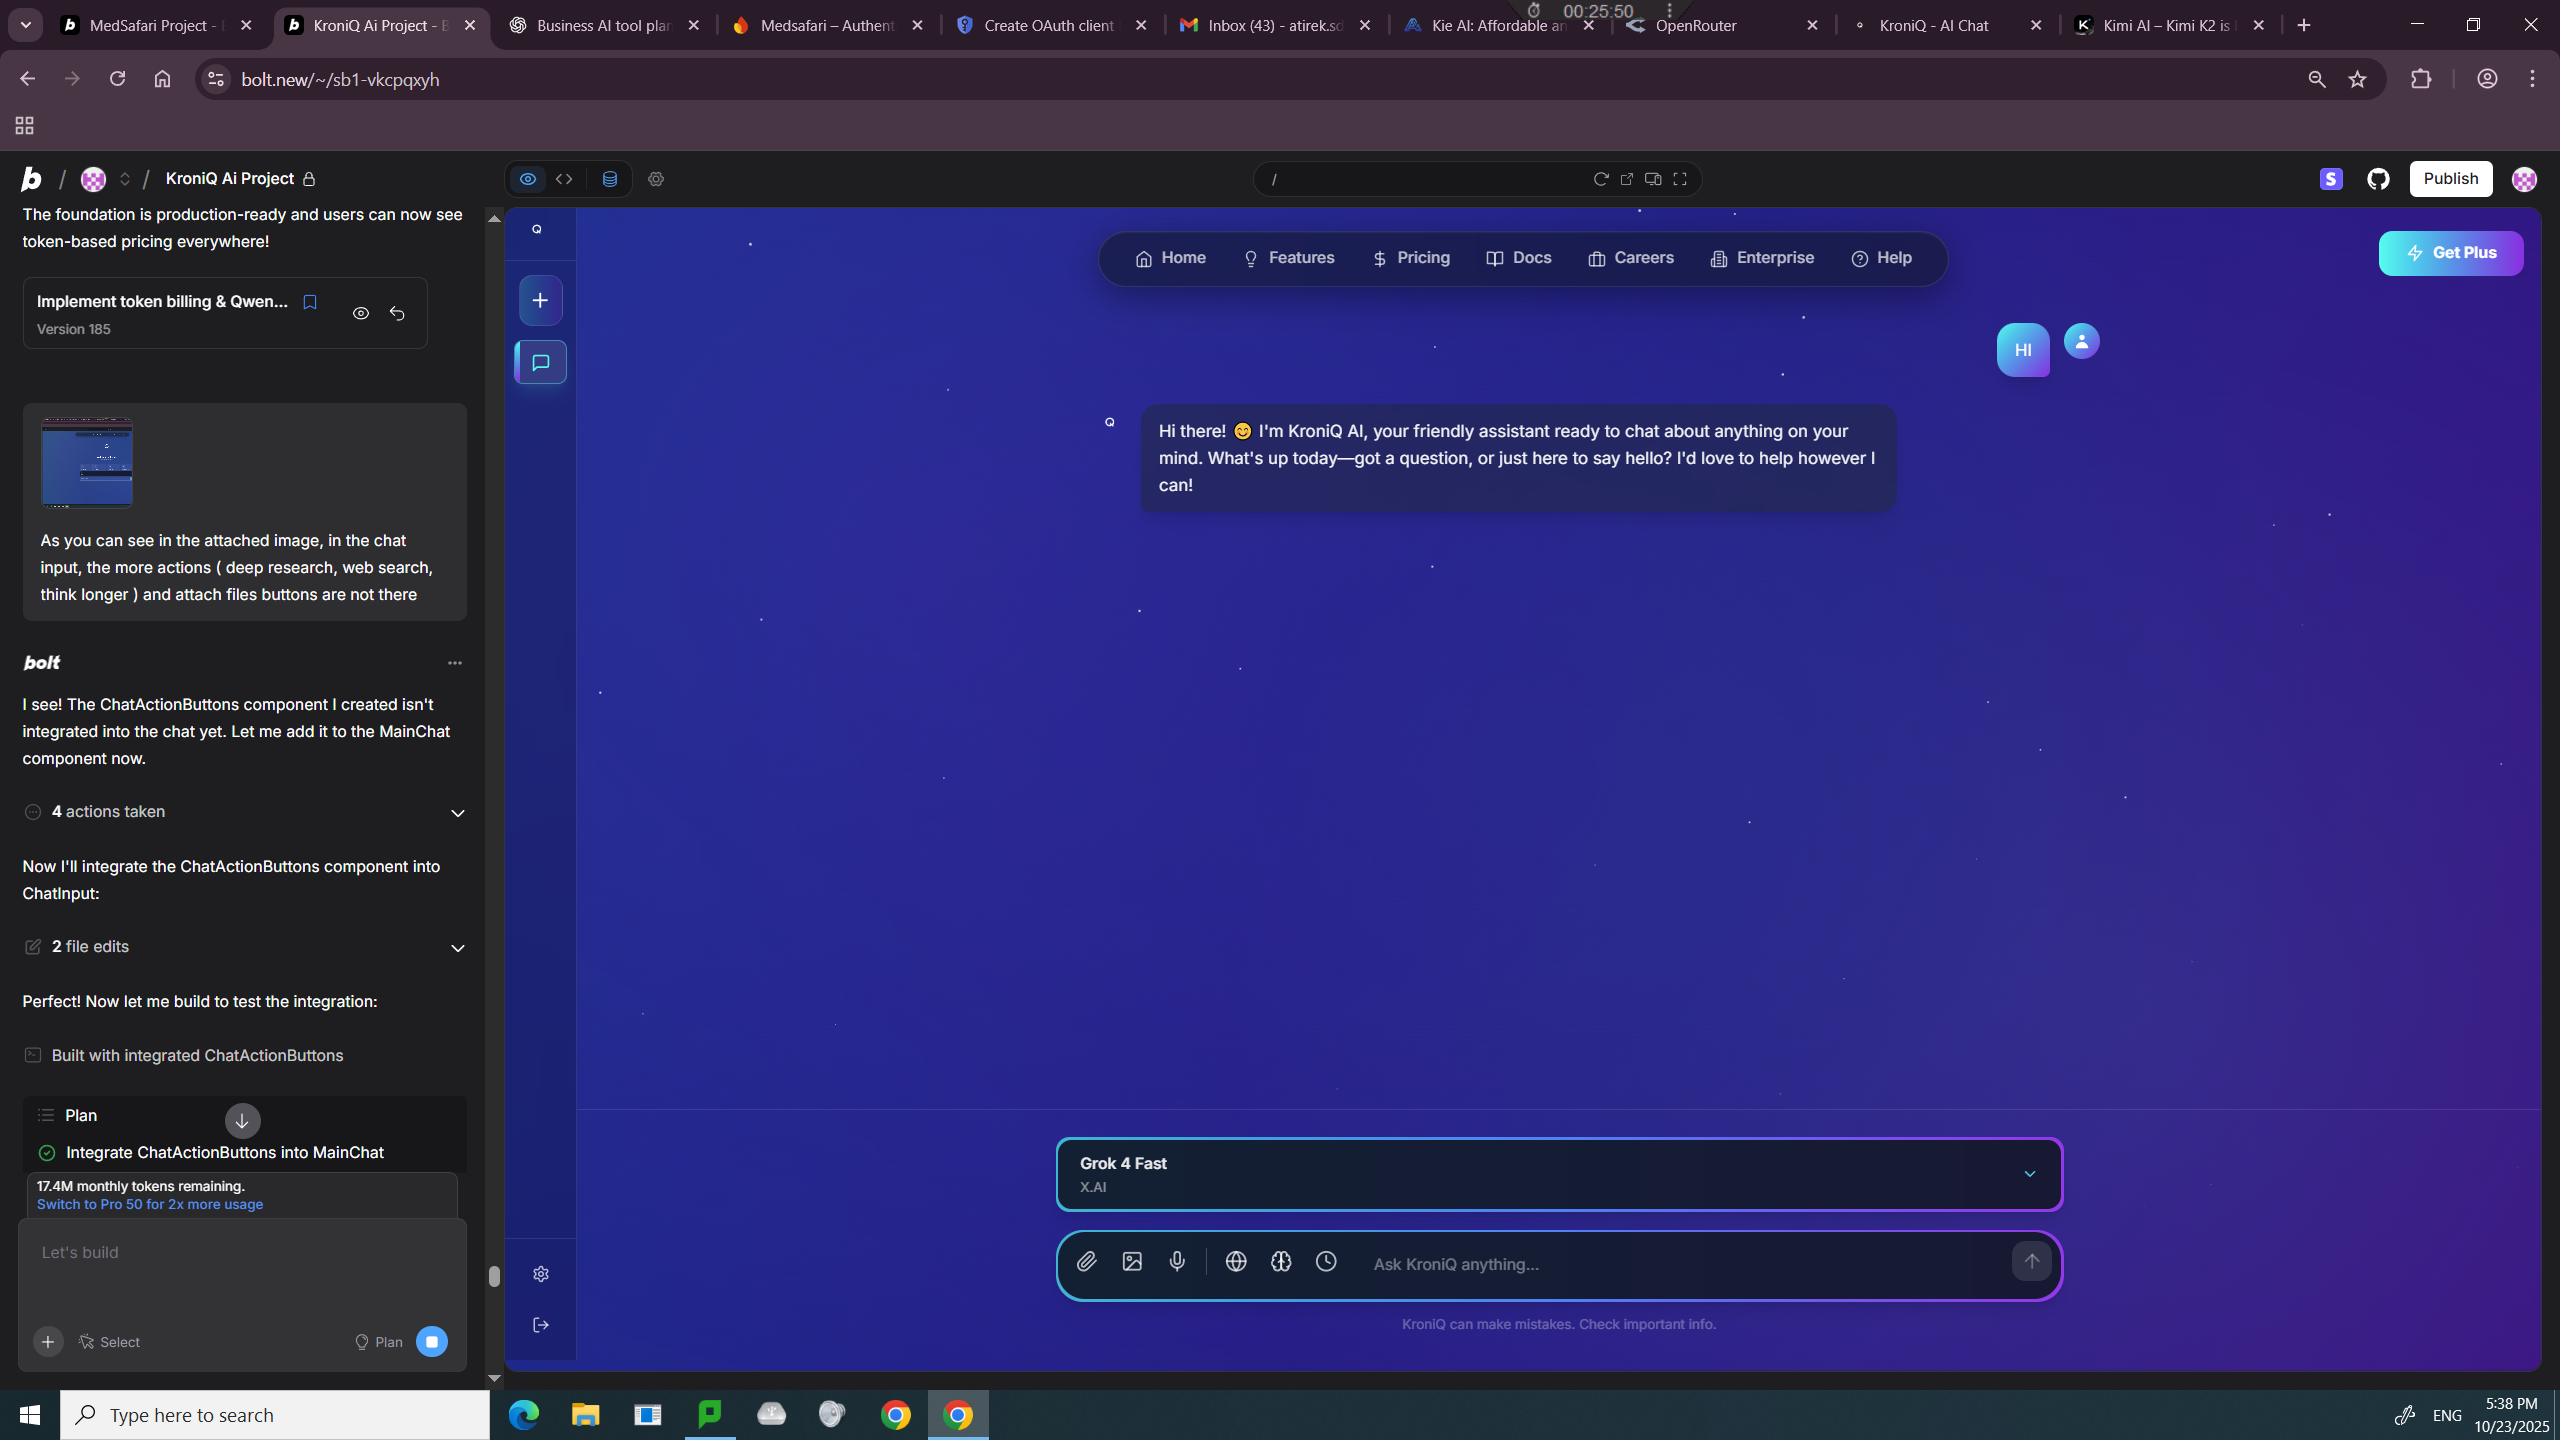 00:25:50
MedSafari Project -
KroniQ Ai Project - B
Business AI tool plan
Medsafari – Authent
Create OAuth client
Inbox (43) - atirek.sd
Kie AI: Affordable an
OpenRouter
KroniQ - AI Chat
Kimi AI – Kimi K2 is
bolt.new/~/sb1-vkcpqxyh
b / / KroniQ Ai Project
/
S
Publish
The foundation is production-ready and users can now see
token-based pricing everywhere!
Implement token billing & Qwen...
Version 185
As you can see in the attached image, in the chat
input, the more actions ( deep research, web search,
think longer ) and attach files buttons are not there
bolt
I see! The ChatActionButtons component I created isn't
integrated into the chat yet. Let me add it to the MainChat
component now.
4 actions taken
Now I'll integrate the ChatActionButtons component into
ChatInput:
2 file edits
Perfect! Now let me build to test the integration:
Built with integrated ChatActionButtons
Plan
Integrate ChatActionButtons into MainChat
17.4M monthly tokens remaining.
Switch to Pro 50 for 2x more usage
Let's build
Select
Plan
Q
Home
Features
Pricing
Docs
Careers
Enterprise
Help
Get Plus
HI
Q
Hi there! 😊 I'm KroniQ AI, your friendly assistant ready to chat about anything on your
mind. What's up today—got a question, or just here to say hello? I'd love to help however I
can!
Grok 4 Fast
X.AI
Ask KroniQ anything...
KroniQ can make mistakes. Check important info.
Type here to search
ENG
5:38 PM
10/23/2025